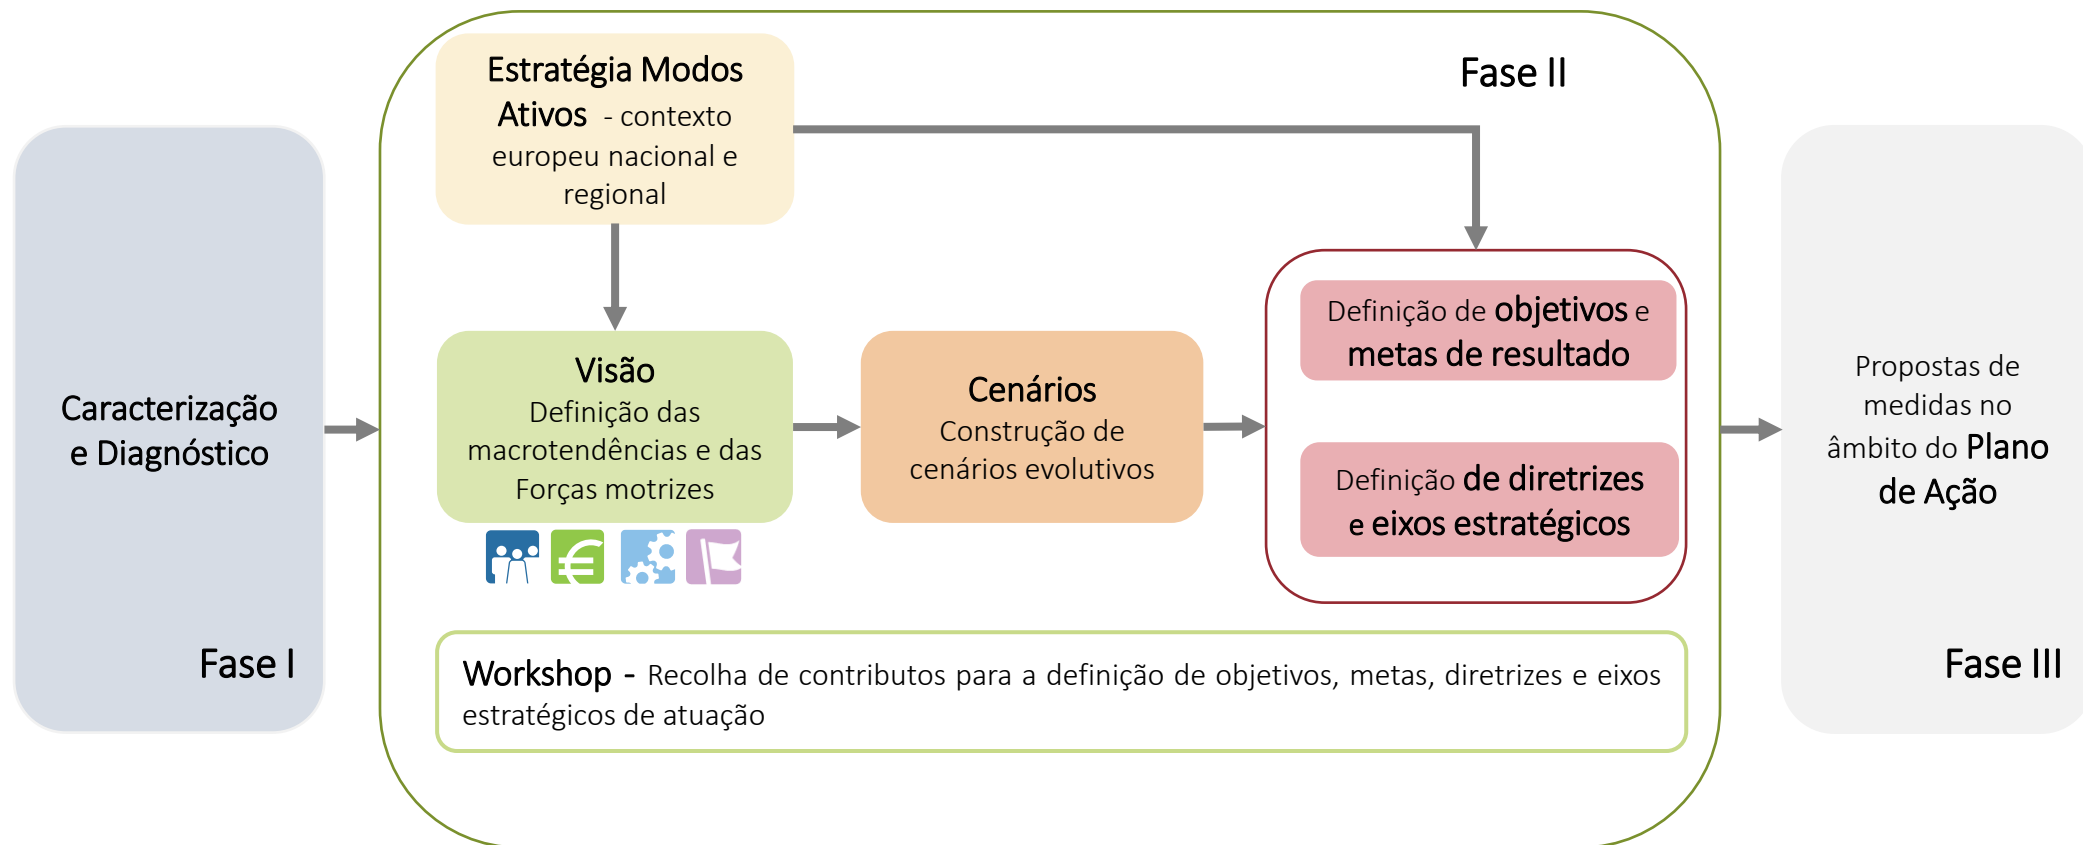 Caracterização
e Diagnóstico
Fase I
Fase II
Estratégia Modos
Ativos - contexto
europeu nacional e
regional
Visão
Definição das
macrotendências e das
Forças motrizes
Cenários
Construção de
cenários evolutivos
Definição de objetivos e
metas de resultado
Definição de diretrizes
e eixos estratégicos
Workshop - Recolha de contributos para a definição de objetivos, metas, diretrizes e eixos
estratégicos de atuação
Propostas de
medidas no
âmbito do Plano
de Ação
Fase III